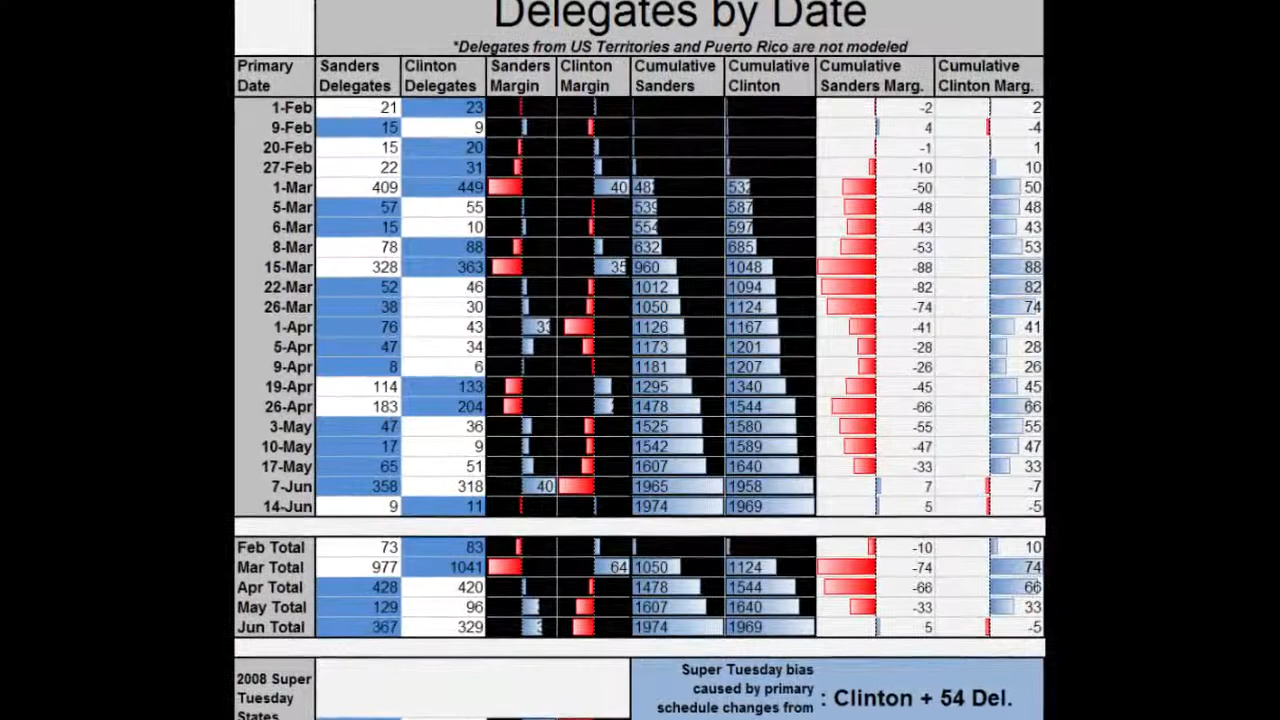 Delegates by Date
*Delegates from US Territories and Puerto Rico are not modeled
Primary Date Sanders Delegates Clinton Delegates Sanders Margin Clinton Margin Cumulative Sanders Cumulative Clinton Cumulative Sanders Marg. Cumulative Clinton Marg.
1-Feb 21 23 -2 2
9-Feb 15 9 4 -4
20-Feb 15 20 -1 1
27-Feb 22 31 -10 10
1-Mar 409 449 40 482 532 -50 50
5-Mar 57 55 539 587 -48 48
6-Mar 15 10 554 597 -43 43
8-Mar 78 88 632 685 -53 53
15-Mar 328 363 35 960 1048 -88 88
22-Mar 52 46 1012 1094 -82 82
26-Mar 38 30 1050 1124 -74 74
1-Apr 76 43 33 1126 1167 -41 41
5-Apr 47 34 1173 1201 -28 28
9-Apr 8 6 1181 1207 -26 26
19-Apr 114 133 1295 1340 -45 45
26-Apr 183 204 1478 1544 -66 66
3-May 47 36 1525 1580 -55 55
10-May 17 9 1542 1589 -47 47
17-May 65 51 1607 1640 -33 33
7-Jun 358 318 40 1965 1958 7 -7
14-Jun 9 11 1974 1969 5 -5
Feb Total 73 83 -10 10
Mar Total 977 1041 64 1050 1124 -74 74
Apr Total 428 420 1478 1544 -66 66
May Total 129 96 1607 1640 -33 33
Jun Total 367 329 1974 1969 5 -5
2008 Super
Tuesday
States
Super Tuesday bias
caused by primary
schedule changes from
: Clinton + 54 Del.